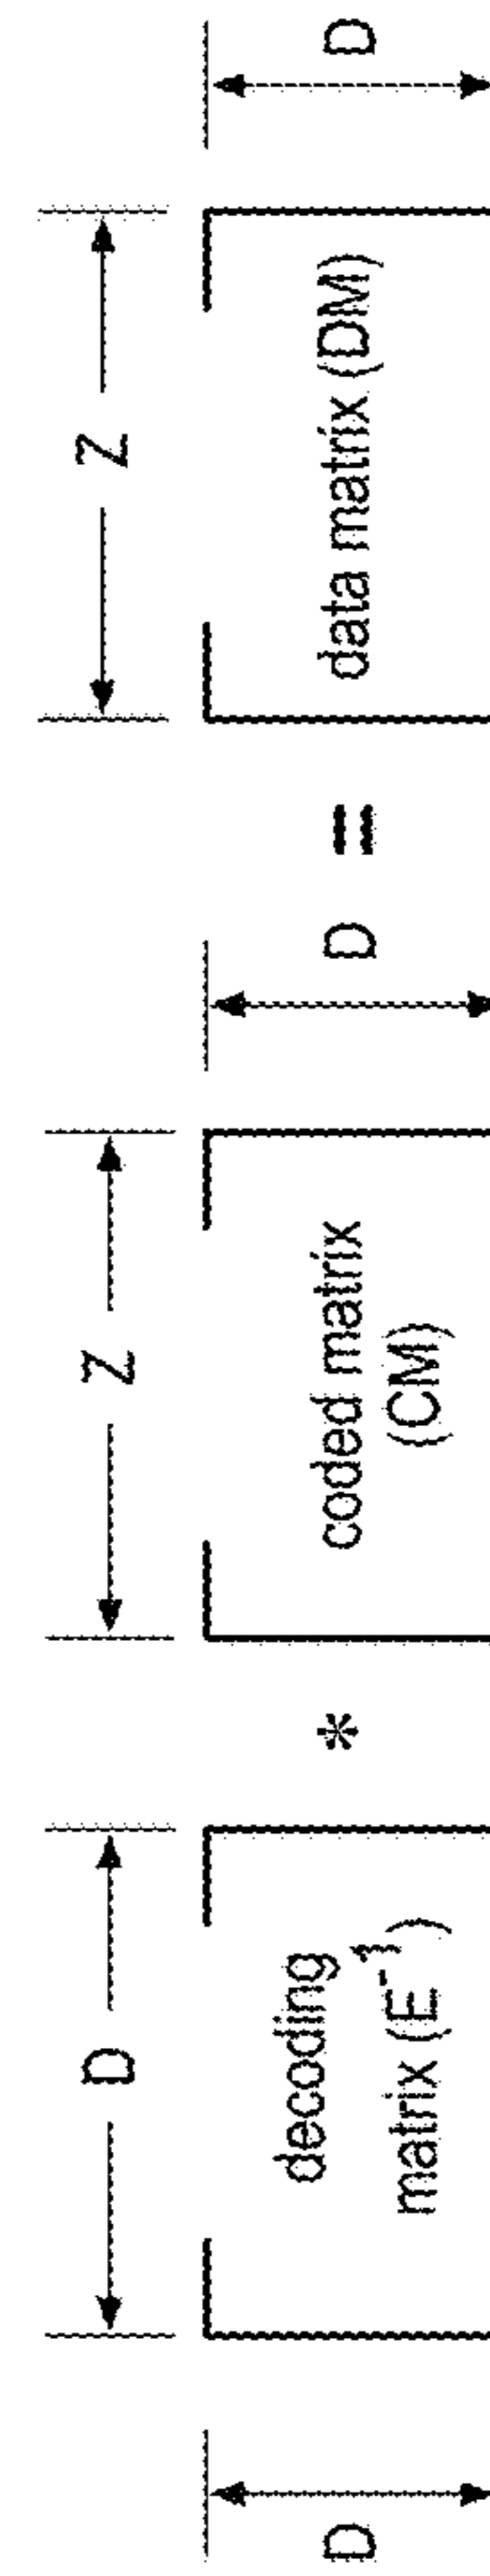 D
D
decoding
matrix (E⁻¹)
*
Z
coded matrix
(CM)
D
=
Z
data matrix (DM)
D